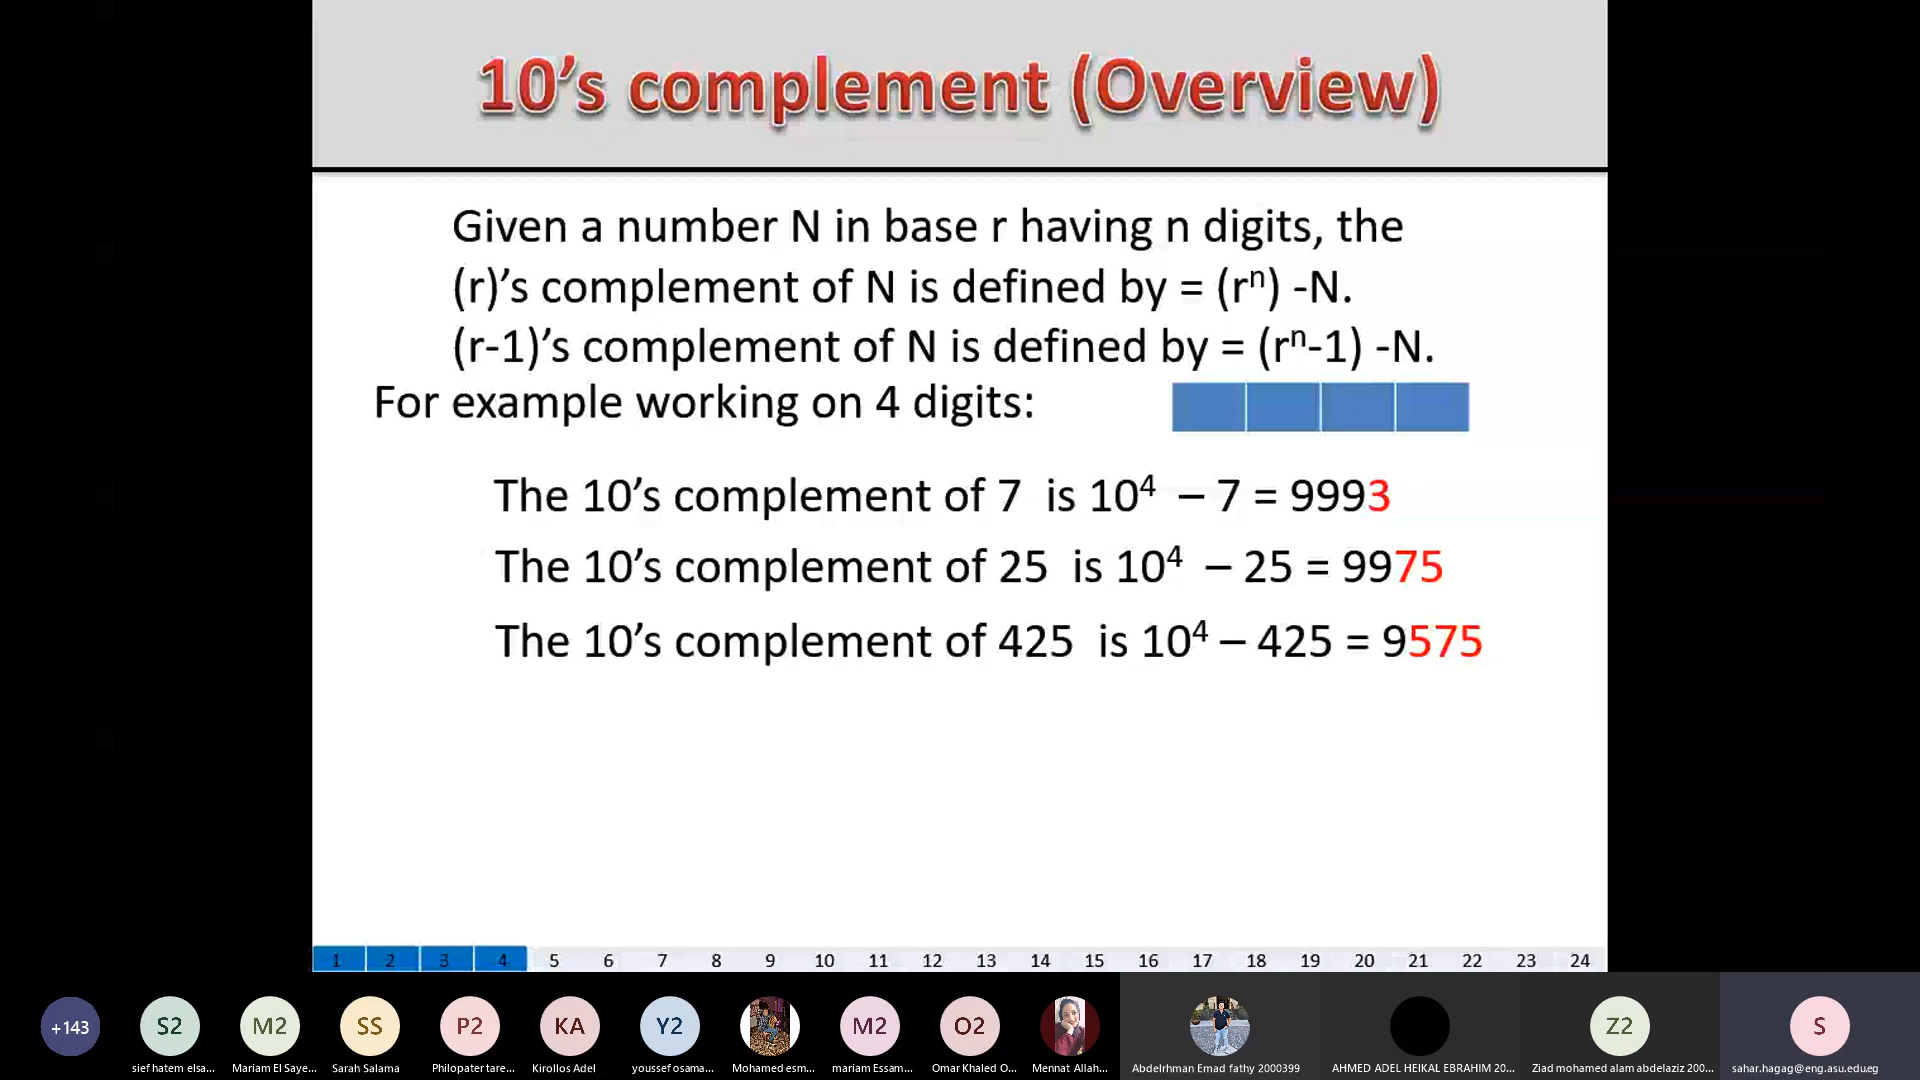 10’s complement (Overview)
Given a number N in base r having n digits, the
(r)’s complement of N is defined by = (rⁿ) -N.
(r-1)’s complement of N is defined by = (rⁿ-1) -N.
For example working on 4 digits:
The 10’s complement of 7 is 10⁴ – 7 = 9993
The 10’s complement of 25 is 10⁴ – 25 = 9975
The 10’s complement of 425 is 10⁴ – 425 = 9575
1 2 3 4 5 6 7 8 9 10 11 12 13 14 15 16 17 18 19 20 21 22 23 24
+143 S2 M2 SS P2 KA Y2 M2 O2 Z2 S
sief hatem elsa... Mariam El Saye... Sarah Salama Philopater tare... Kirollos Adel youssef osama... Mohamed esm... mariam Essam... Omar Khaled O... Mennat Allah... Abdelrhman Emad fathy 2000399 AHMED ADEL HEIKAL EBRAHIM 20... Ziad mohamed alam abdelaziz 200... sahar.hagag@eng.asu.edu.eg